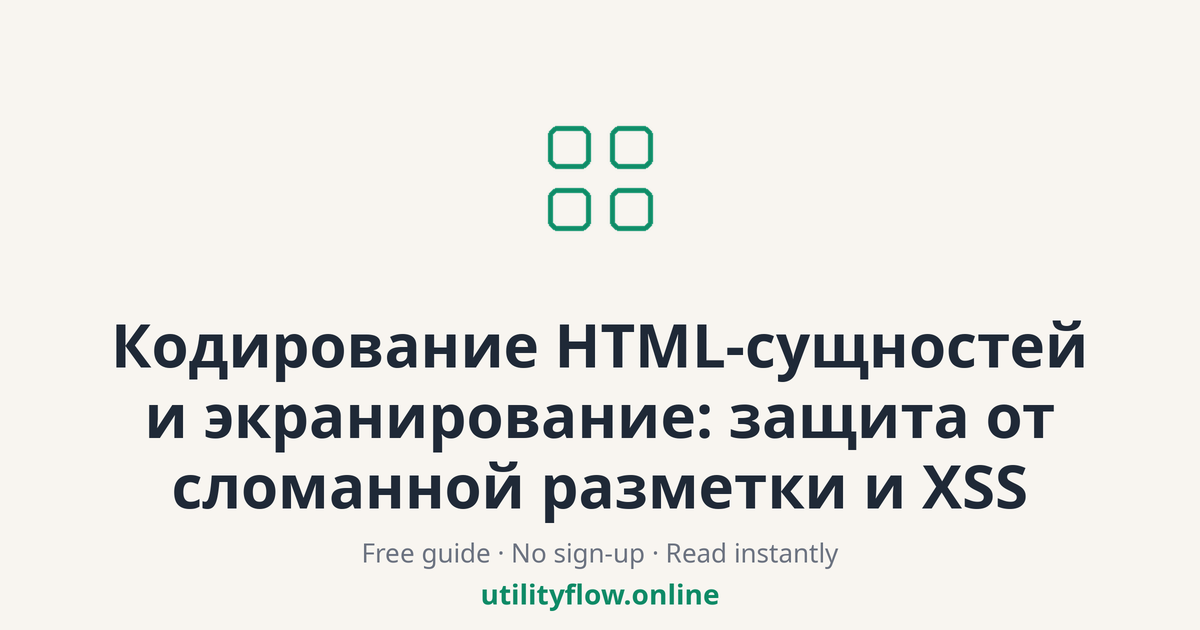 Кодирование HTML-сущностей
и экранирование: защита от
сломанной разметки и XSS
Free guide · No sign-up · Read instantly
utilityflow.online